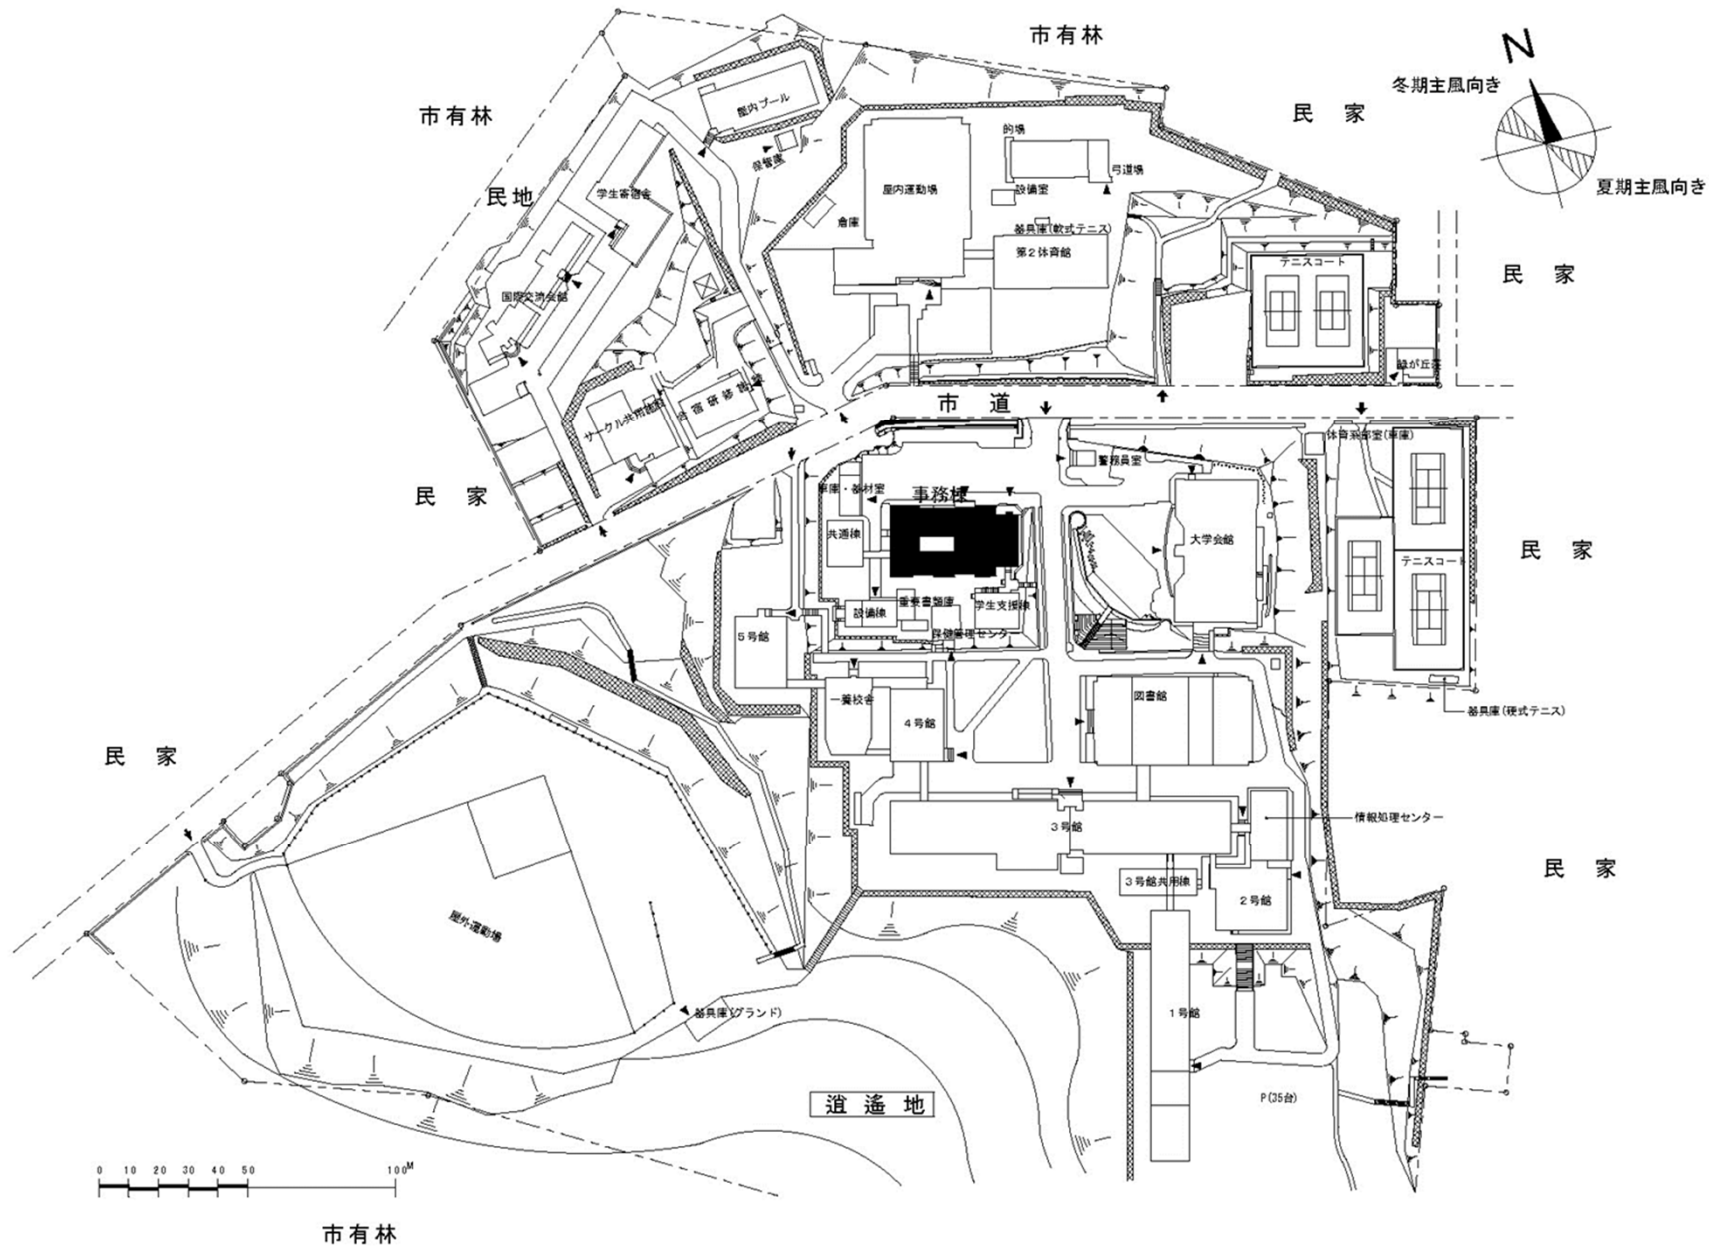 市有林
N
冬期主風向き
夏期主風向き
市有林
民家
屋内プール
保管庫
的場
弓道場
設備室
屋内運動場
民地
学生寄宿舎
倉庫
器具庫(軟式テニス)
第2体育館
テニスコート
民家
国際交流会館
緑が丘荘
市道
サークル共用施設
合宿研修施設
体育系部室(車庫)
警務員室
民家
車庫・器材室
事務棟
共通棟
大学会館
民家
テニスコート
重要書類庫
学生支援棟
設備棟
保健管理センター
5号館
一養校舎
図書館
器具庫(硬式テニス)
4号館
民家
情報処理センター
3号館
民家
3号館共用棟
2号館
屋外運動場
器具庫(グランド)
1号館
逍遙地
P(35台)
0 10 20 30 40 50 100M
市有林